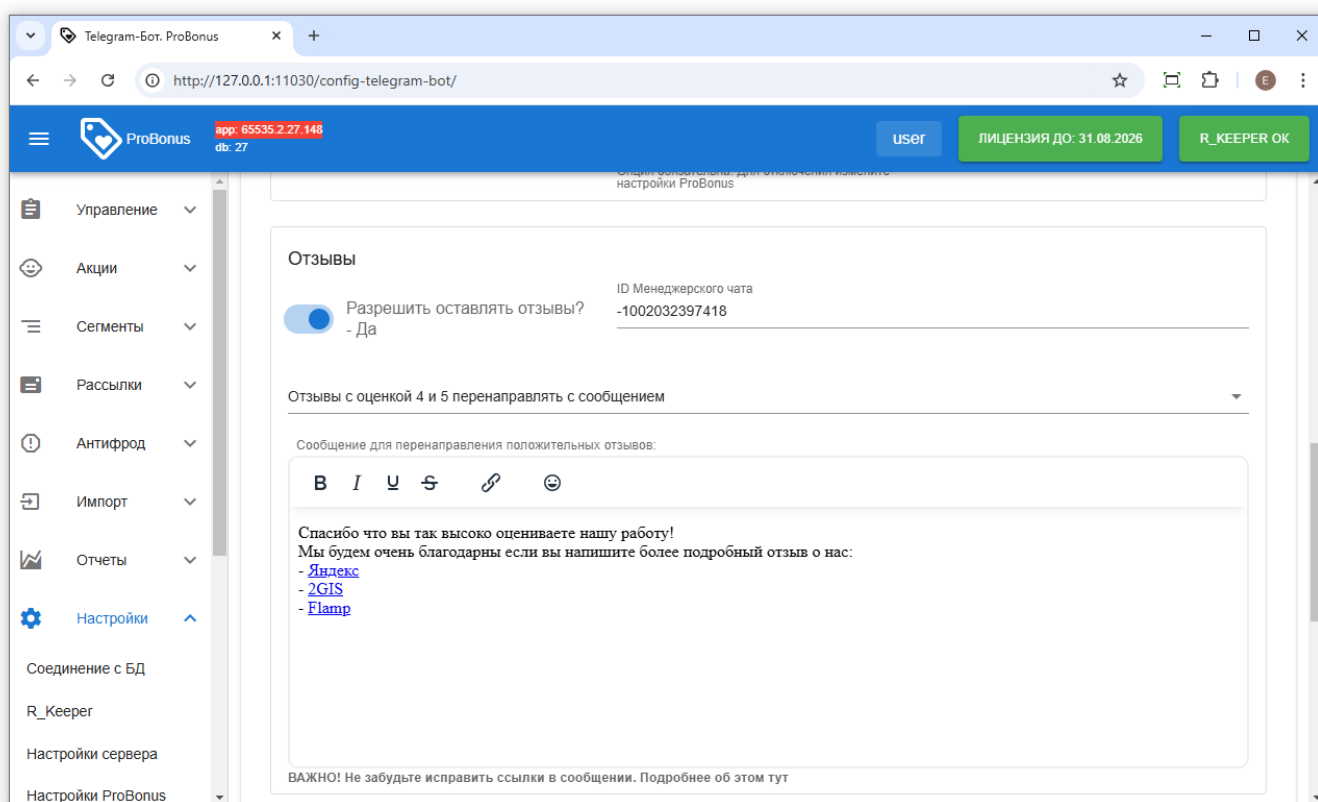 Telegram-Бот. ProBonus
http://127.0.0.1:11030/config-telegram-bot/
E
ProBonus
app: 65535.2.27.148
db: 27
user
ЛИЦЕНЗИЯ ДО: 31.08.2026
R_KEEPER OK
Опция обязательна. Для отключения измените
настройки ProBonus
Управление
Акции
Сегменты
Рассылки
Антифрод
Импорт
Отчеты
Настройки
Соединение с БД
R_Keeper
Настройки сервера
Настройки ProBonus
Отзывы
Разрешить оставлять отзывы?
- Да
ID Менеджерского чата
-1002032397418
Отзывы с оценкой 4 и 5 перенаправлять с сообщением
Сообщение для перенаправления положительных отзывов:
B I U S
Спасибо что вы так высоко оцениваете нашу работу!
Мы будем очень благодарны если вы напишите более подробный отзыв о нас:
- Яндекс
- 2GIS
- Flamp
ВАЖНО! Не забудьте исправить ссылки в сообщении. Подробнее об этом тут